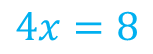 4x = 8